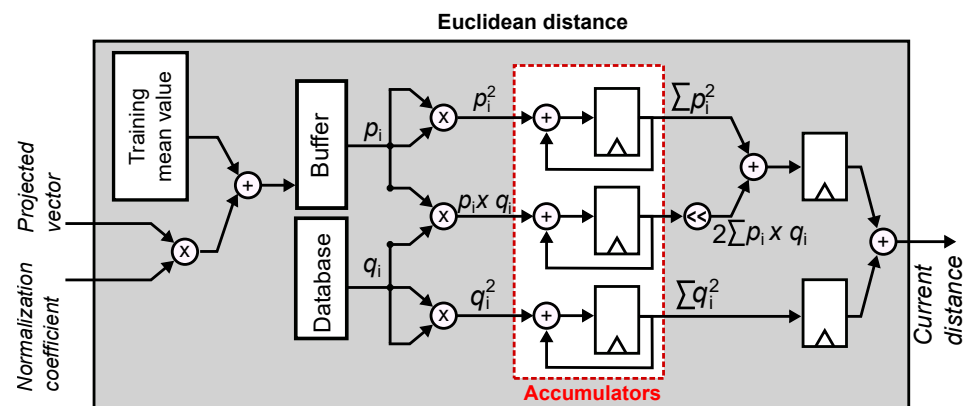 Euclidean distance
Training
mean value
Buffer
Database
Projected
vector
Normalization
coefficient
+
x
p_i
q_i
x
x
x
p_i^2
p_i x q_i
q_i^2
+
+
+
∑p_i^2
<<
2∑p_i x q_i
∑q_i^2
+
+
Current
distance
Accumulators